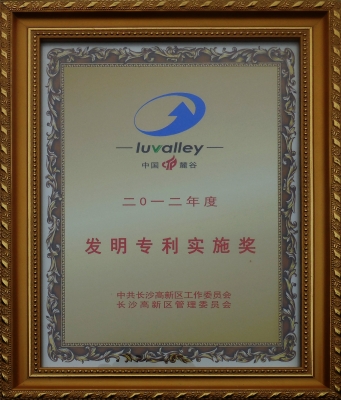 luvalley
中国 麓谷
二〇一二年度
发明专利实施奖
中共长沙高新区工作委员会
长沙高新区管理委员会